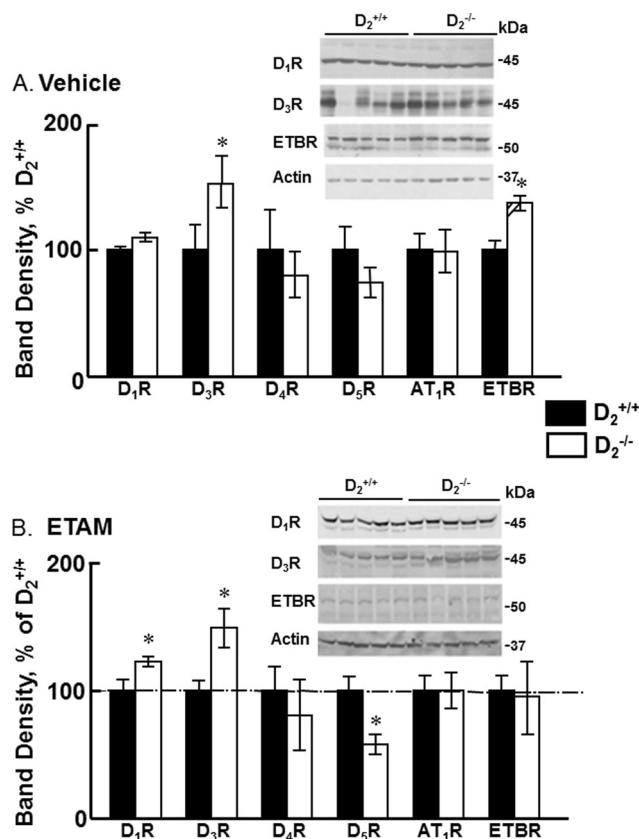 D₂⁺/⁺ D₂⁻/⁻ kDa
D₁R -45
A. Vehicle
D₃R -45
ETBR -50
Actin -37
Band Density, % D₂⁺/⁺
200
100
0
* *
D₁R D₃R D₄R D₅R AT₁R ETBR
D₂⁺/⁺
D₂⁻/⁻
D₂⁺/⁺ D₂⁻/⁻ kDa
B. ETAM
D₁R -45
D₃R -45
ETBR -50
Actin -37
Band Density, % of D₂⁺/⁺
200
100
0
* * *
D₁R D₃R D₄R D₅R AT₁R ETBR